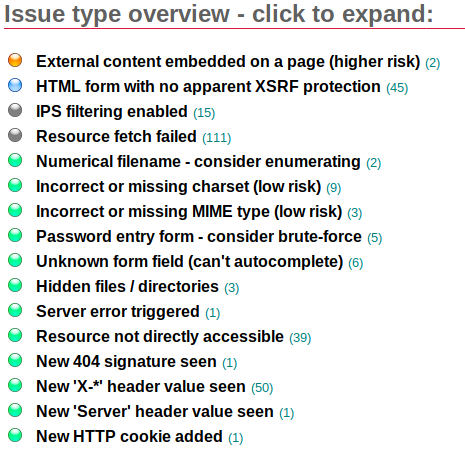 Issue type overview - click to expand:
External content embedded on a page (higher risk) (2)
HTML form with no apparent XSRF protection (45)
IPS filtering enabled (15)
Resource fetch failed (111)
Numerical filename - consider enumerating (2)
Incorrect or missing charset (low risk) (9)
Incorrect or missing MIME type (low risk) (3)
Password entry form - consider brute-force (5)
Unknown form field (can't autocomplete) (6)
Hidden files / directories (3)
Server error triggered (1)
Resource not directly accessible (39)
New 404 signature seen (1)
New 'X-*' header value seen (50)
New 'Server' header value seen (1)
New HTTP cookie added (1)